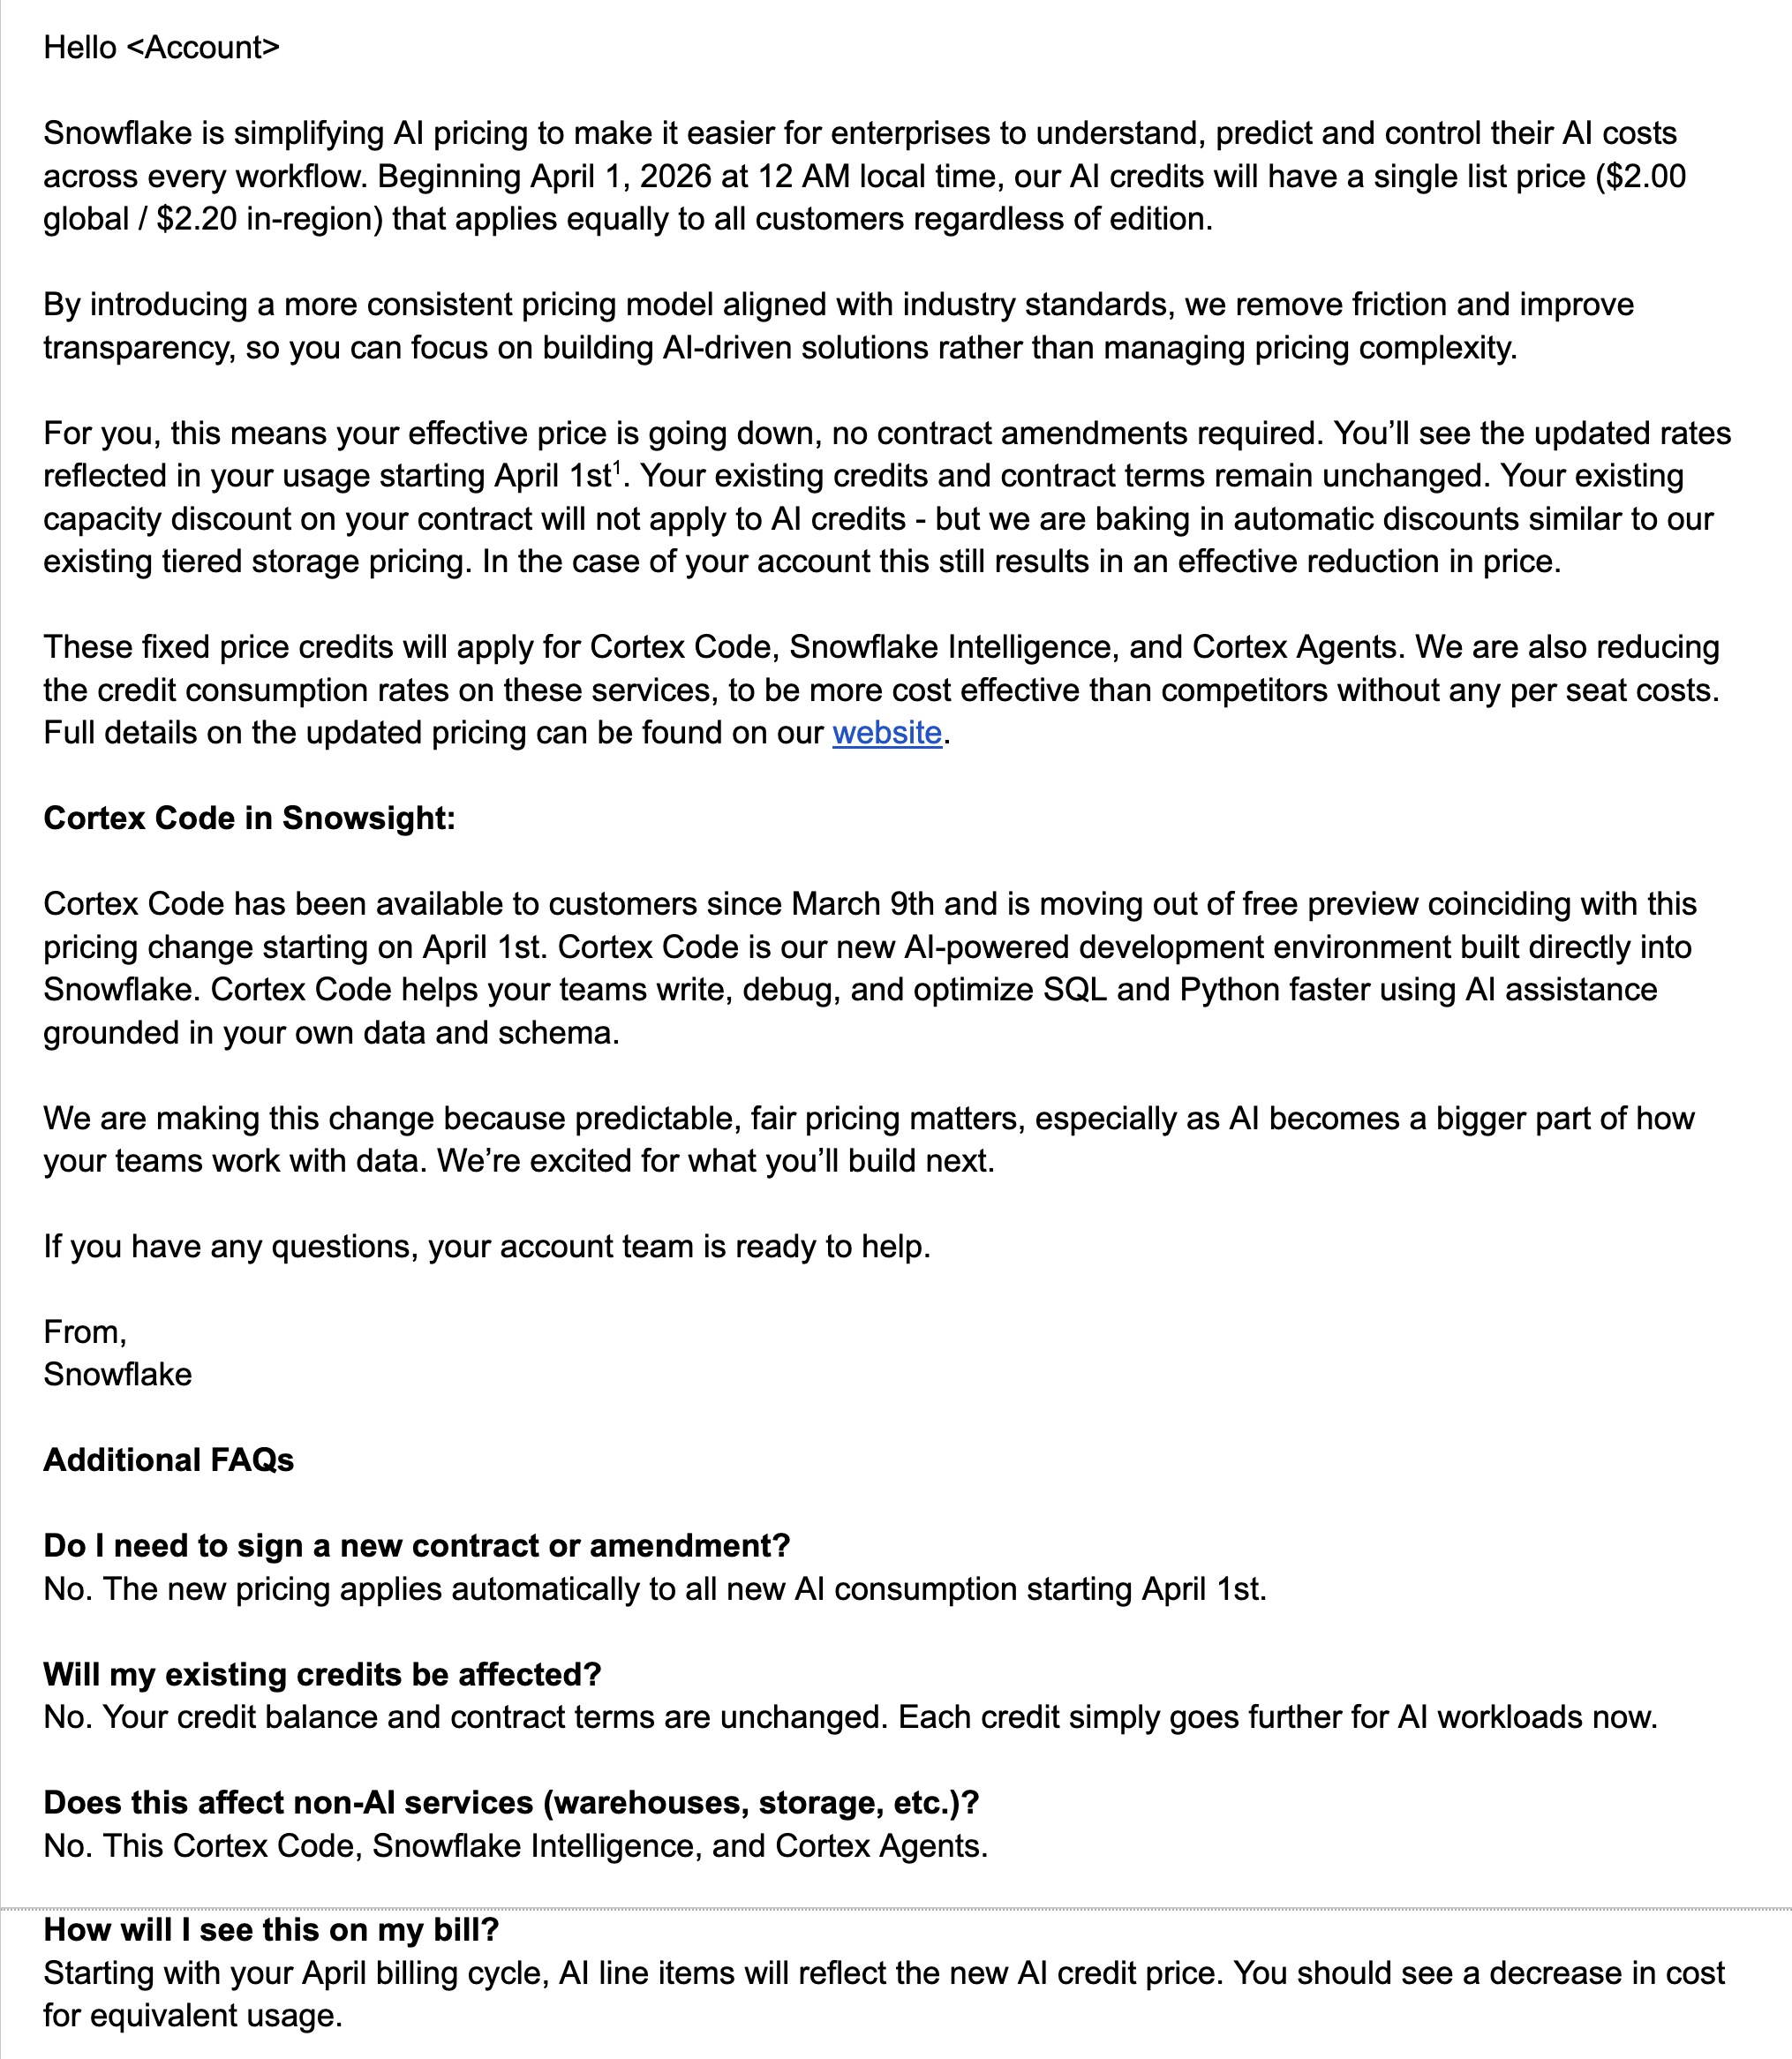 Hello <Account>
Snowflake is simplifying AI pricing to make it easier for enterprises to understand, predict and control their AI costs
across every workflow. Beginning April 1, 2026 at 12 AM local time, our AI credits will have a single list price ($2.00
global / $2.20 in-region) that applies equally to all customers regardless of edition.
By introducing a more consistent pricing model aligned with industry standards, we remove friction and improve
transparency, so you can focus on building AI-driven solutions rather than managing pricing complexity.
For you, this means your effective price is going down, no contract amendments required. You’ll see the updated rates
reflected in your usage starting April 1st¹. Your existing credits and contract terms remain unchanged. Your existing
capacity discount on your contract will not apply to AI credits - but we are baking in automatic discounts similar to our
existing tiered storage pricing. In the case of your account this still results in an effective reduction in price.
These fixed price credits will apply for Cortex Code, Snowflake Intelligence, and Cortex Agents. We are also reducing
the credit consumption rates on these services, to be more cost effective than competitors without any per seat costs.
Full details on the updated pricing can be found on our website.
Cortex Code in Snowsight:
Cortex Code has been available to customers since March 9th and is moving out of free preview coinciding with this
pricing change starting on April 1st. Cortex Code is our new AI-powered development environment built directly into
Snowflake. Cortex Code helps your teams write, debug, and optimize SQL and Python faster using AI assistance
grounded in your own data and schema.
We are making this change because predictable, fair pricing matters, especially as AI becomes a bigger part of how
your teams work with data. We’re excited for what you’ll build next.
If you have any questions, your account team is ready to help.
From,
Snowflake
Additional FAQs
Do I need to sign a new contract or amendment?
No. The new pricing applies automatically to all new AI consumption starting April 1st.
Will my existing credits be affected?
No. Your credit balance and contract terms are unchanged. Each credit simply goes further for AI workloads now.
Does this affect non-AI services (warehouses, storage, etc.)?
No. This Cortex Code, Snowflake Intelligence, and Cortex Agents.
How will I see this on my bill?
Starting with your April billing cycle, AI line items will reflect the new AI credit price. You should see a decrease in cost
for equivalent usage.